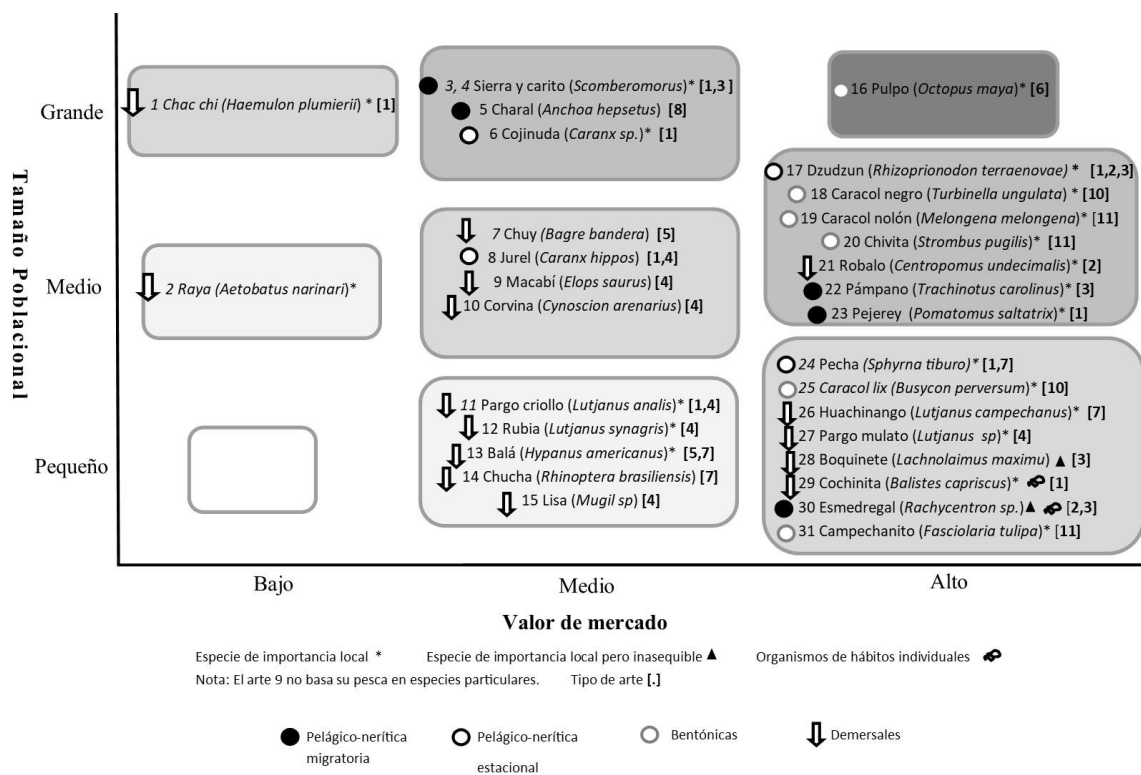 Tamaño Poblacional
Grande
1 Chac chi (Haemulon plumierii) * [1]
3, 4 Sierra y carito (Scomberomorus)* [1,3 ]
5 Charal (Anchoa hepsetus) [8]
6 Cojinuda (Caranx sp.)* [1]
16 Pulpo (Octopus maya)* [6]
Medio
2 Raya (Aetobatus narinari)*
7 Chuy (Bagre bandera) [5]
8 Jurel (Caranx hippos) [1,4]
9 Macabí (Elops saurus) [4]
10 Corvina (Cynoscion arenarius) [4]
17 Dzudzun (Rhizoprionodon terraenovae) * [1,2,3]
18 Caracol negro (Turbinella ungulata) * [10]
19 Caracol nolón (Melongena melongena)* [11]
20 Chivita (Strombus pugilis)* [11]
21 Robalo (Centropomus undecimalis)* [2]
22 Pámpano (Trachinotus carolinus)* [3]
23 Pejerey (Pomatomus saltatrix)* [1]
Pequeño
11 Pargo criollo (Lutjanus analis)* [1,4]
12 Rubia (Lutjanus synagris)* [4]
13 Balá (Hypanus americanus)* [5,7]
14 Chucha (Rhinoptera brasiliensis) [7]
15 Lisa (Mugil sp) [4]
24 Pecha (Sphyrna tiburo)* [1,7]
25 Caracol lix (Busycon perversum)* [10]
26 Huachinango (Lutjanus campechanus)* [7]
27 Pargo mulato (Lutjanus sp)* [4]
28 Boquinete (Lachnolaimus maximu) ▲ [3]
29 Cochinita (Balistes capriscus)* [1]
30 Esmedregal (Rachycentron sp.)▲ [2,3]
31 Campechanito (Fasciolaria tulipa)* [11]
Bajo Medio Alto
Valor de mercado
Especie de importancia local * Especie de importancia local pero inasequible ▲ Organismos de hábitos individuales
Nota: El arte 9 no basa su pesca en especies particulares. Tipo de arte [.]
Pelágico-nerítica migratoria
Pelágico-nerítica estacional
Bentónicas
Demersales